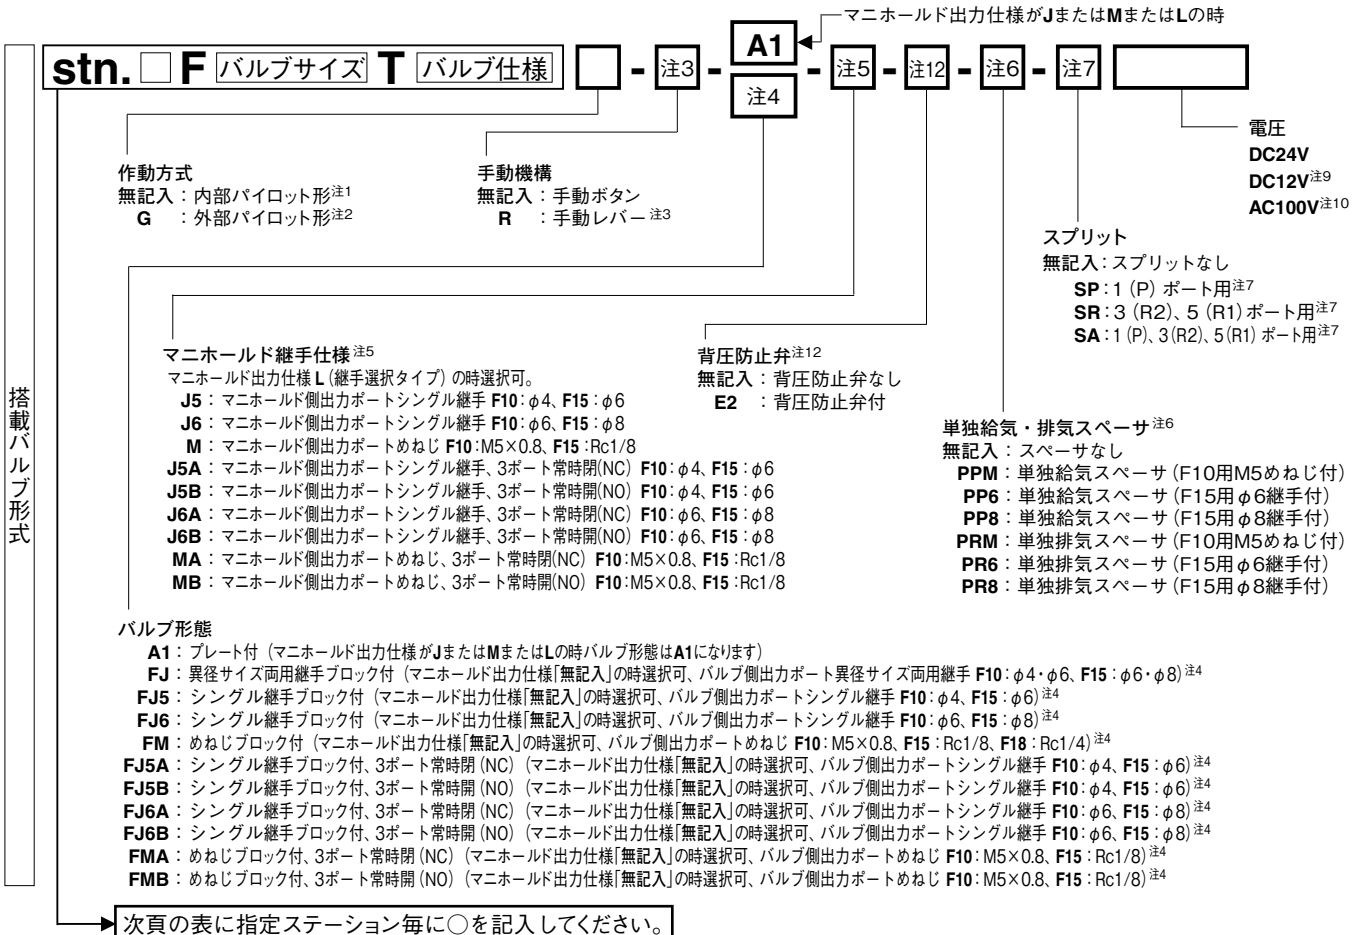 マニホールド出力仕様がJまたはMまたはLの時
stn. □ F バルブサイズ T バルブ仕様 □ - 注3 - A1 - 注5 - 注12 - 注6 - 注7
注4
作動方式
無記入：内部パイロット形注1
G ：外部パイロット形注2
手動機構
無記入：手動ボタン
R ：手動レバー注3
電圧
DC24V
DC12V注9
AC100V注10
スプリット
無記入：スプリットなし
SP：1（P）ポート用注7
SR：3（R2）、5（R1）ポート用注7
SA：1（P）、3（R2）、5（R1）ポート用注7
マニホールド継手仕様注5
マニホールド出力仕様 L（継手選択タイプ）の時選択可。
J5：マニホールド側出力ポートシングル継手 F10：φ4、F15：φ6
J6：マニホールド側出力ポートシングル継手 F10：φ6、F15：φ8
M：マニホールド側出力ポートめねじ F10：M5×0.8、F15：Rc1/8
J5A：マニホールド側出力ポートシングル継手、3ポート常時閉(NC) F10：φ4、F15：φ6
J5B：マニホールド側出力ポートシングル継手、3ポート常時開(NO) F10：φ4、F15：φ6
J6A：マニホールド側出力ポートシングル継手、3ポート常時閉(NC) F10：φ6、F15：φ8
J6B：マニホールド側出力ポートシングル継手、3ポート常時開(NO) F10：φ6、F15：φ8
MA：マニホールド側出力ポートめねじ、3ポート常時閉(NC) F10：M5×0.8、F15：Rc1/8
MB：マニホールド側出力ポートめねじ、3ポート常時開(NO) F10：M5×0.8、F15：Rc1/8
背圧防止弁注12
無記入：背圧防止弁なし
E2 ：背圧防止弁付
単独給気・排気スペーサ注6
無記入：スペーサなし
PPM：単独給気スペーサ（F10用M5めねじ付）
PP6：単独給気スペーサ（F15用φ6継手付）
PP8：単独給気スペーサ（F15用φ8継手付）
PRM：単独排気スペーサ（F10用M5めねじ付）
PR6：単独排気スペーサ（F15用φ6継手付）
PR8：単独排気スペーサ（F15用φ8継手付）
搭載バルブ形式
バルブ形態
A1：プレート付（マニホールド出力仕様がJまたはMまたはLの時バルブ形態はA1になります）
FJ：異径サイズ両用継手ブロック付（マニホールド出力仕様「無記入」の時選択可、バルブ側出力ポート異径サイズ両用継手 F10：φ4・φ6、F15：φ6・φ8）注4
FJ5：シングル継手ブロック付（マニホールド出力仕様「無記入」の時選択可、バルブ側出力ポートシングル継手 F10：φ4、F15：φ6）注4
FJ6：シングル継手ブロック付（マニホールド出力仕様「無記入」の時選択可、バルブ側出力ポートシングル継手 F10：φ6、F15：φ8）注4
FM：めねじブロック付（マニホールド出力仕様「無記入」の時選択可、バルブ側出力ポートめねじ F10：M5×0.8、F15：Rc1/8、F18：Rc1/4）注4
FJ5A：シングル継手ブロック付、3ポート常時閉（NC）（マニホールド出力仕様「無記入」の時選択可、バルブ側出力ポートシングル継手 F10：φ4、F15：φ6）注4
FJ5B：シングル継手ブロック付、3ポート常時開（NO）（マニホールド出力仕様「無記入」の時選択可、バルブ側出力ポートシングル継手 F10：φ4、F15：φ6）注4
FJ6A：シングル継手ブロック付、3ポート常時閉（NC）（マニホールド出力仕様「無記入」の時選択可、バルブ側出力ポートシングル継手 F10：φ6、F15：φ8）注4
FJ6B：シングル継手ブロック付、3ポート常時開（NO）（マニホールド出力仕様「無記入」の時選択可、バルブ側出力ポートシングル継手 F10：φ6、F15：φ8）注4
FMA：めねじブロック付、3ポート常時閉（NC）（マニホールド出力仕様「無記入」の時選択可、バルブ側出力ポートめねじ F10：M5×0.8、F15：Rc1/8）注4
FMB：めねじブロック付、3ポート常時開（NO）（マニホールド出力仕様「無記入」の時選択可、バルブ側出力ポートめねじ F10：M5×0.8、F15：Rc1/8）注4
次頁の表に指定ステーション毎に○を記入してください。